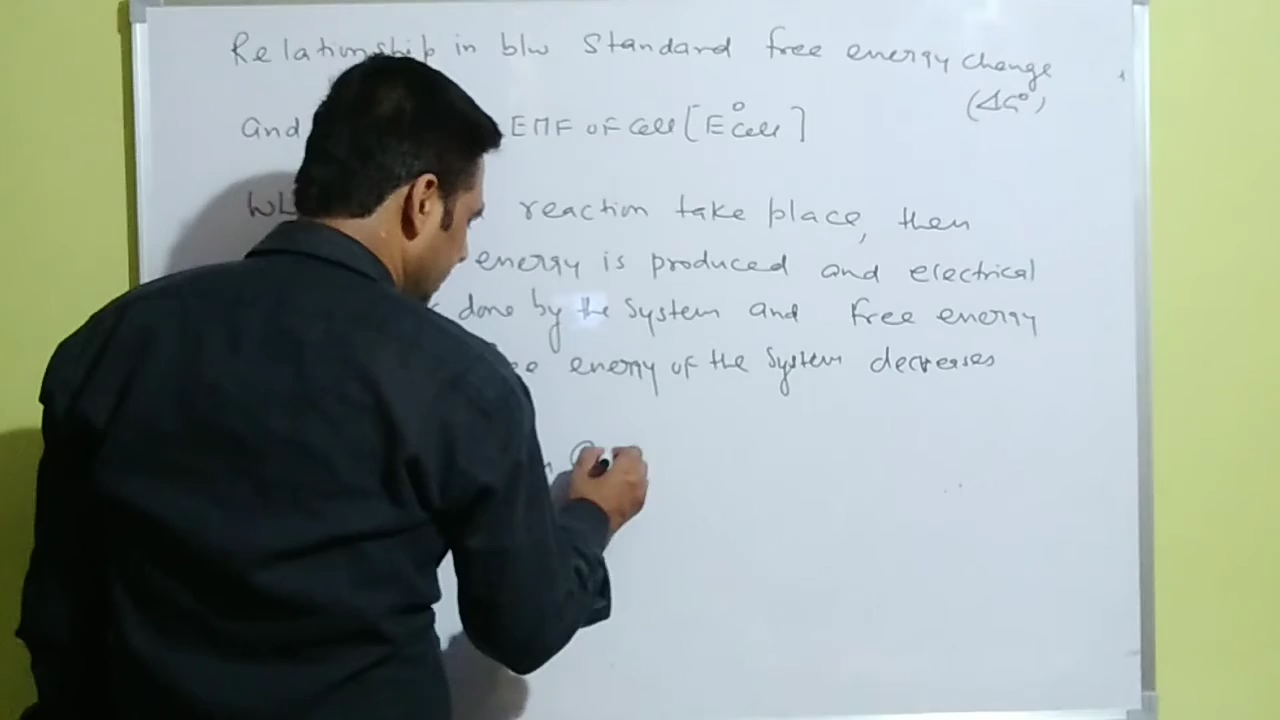 Relationship in b/w Standard free energy change
(ΔG°)
and EMF of Cell [E°cell]
reaction take place, then
energy is produced and electrical
done by the System and free energy
energy of the System decreases